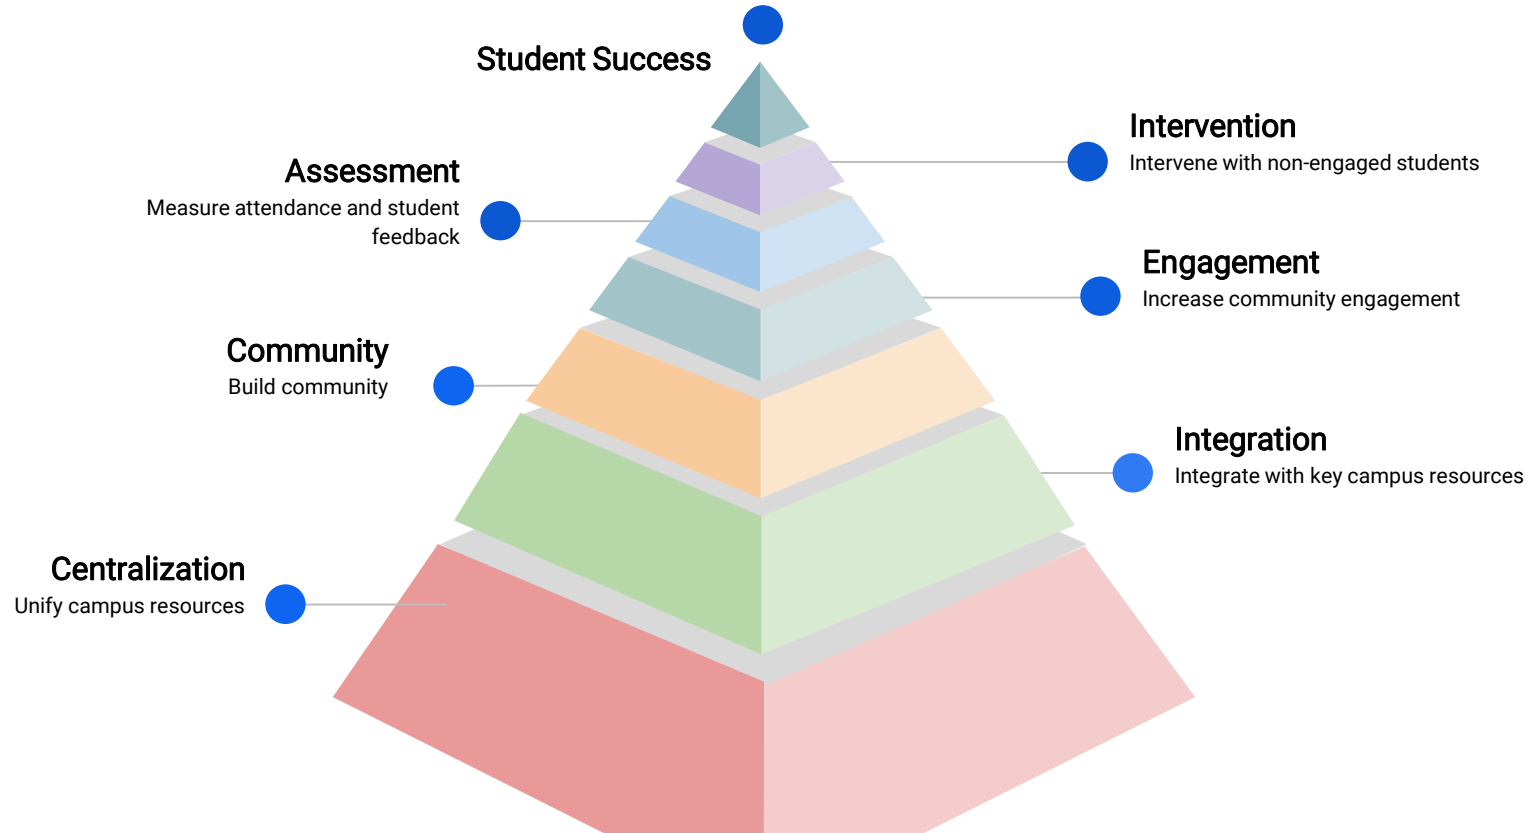 Student Success
Intervention
Intervene with non-engaged students
Assessment
Measure attendance and student
feedback
Engagement
Increase community engagement
Community
Build community
Integration
Integrate with key campus resources
Centralization
Unify campus resources